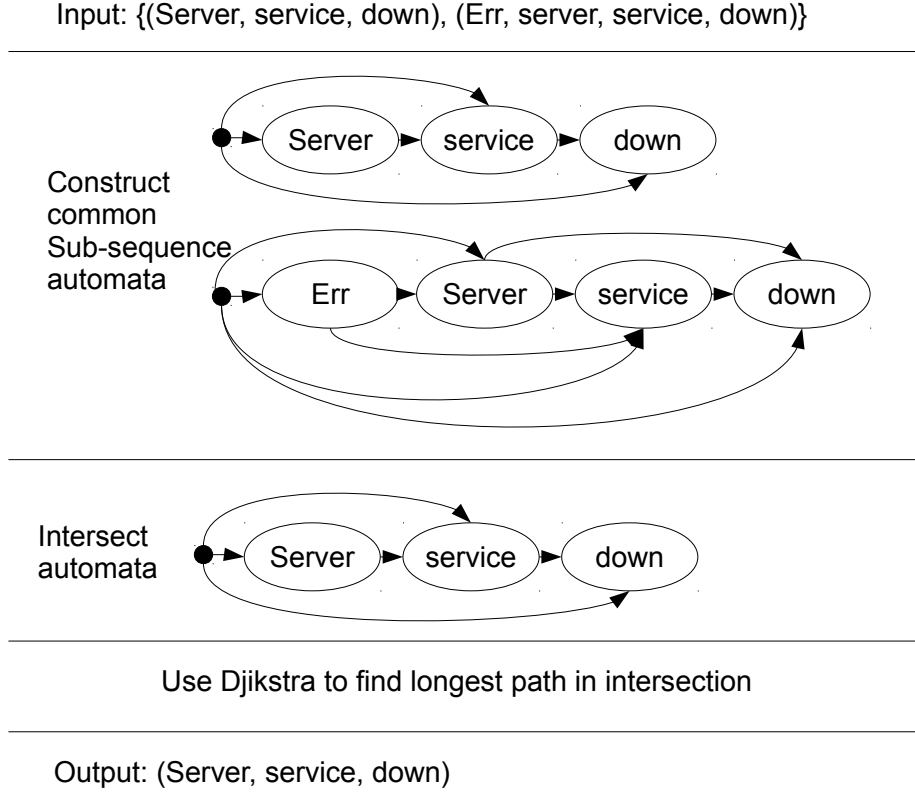 Input: {(Server, service, down), (Err, server, service, down)}
Server
service
down
Construct
common
Sub-sequence
automata
Err
Server
service
down
Intersect
automata
Server
service
down
Use Djikstra to find longest path in intersection
Output: (Server, service, down)